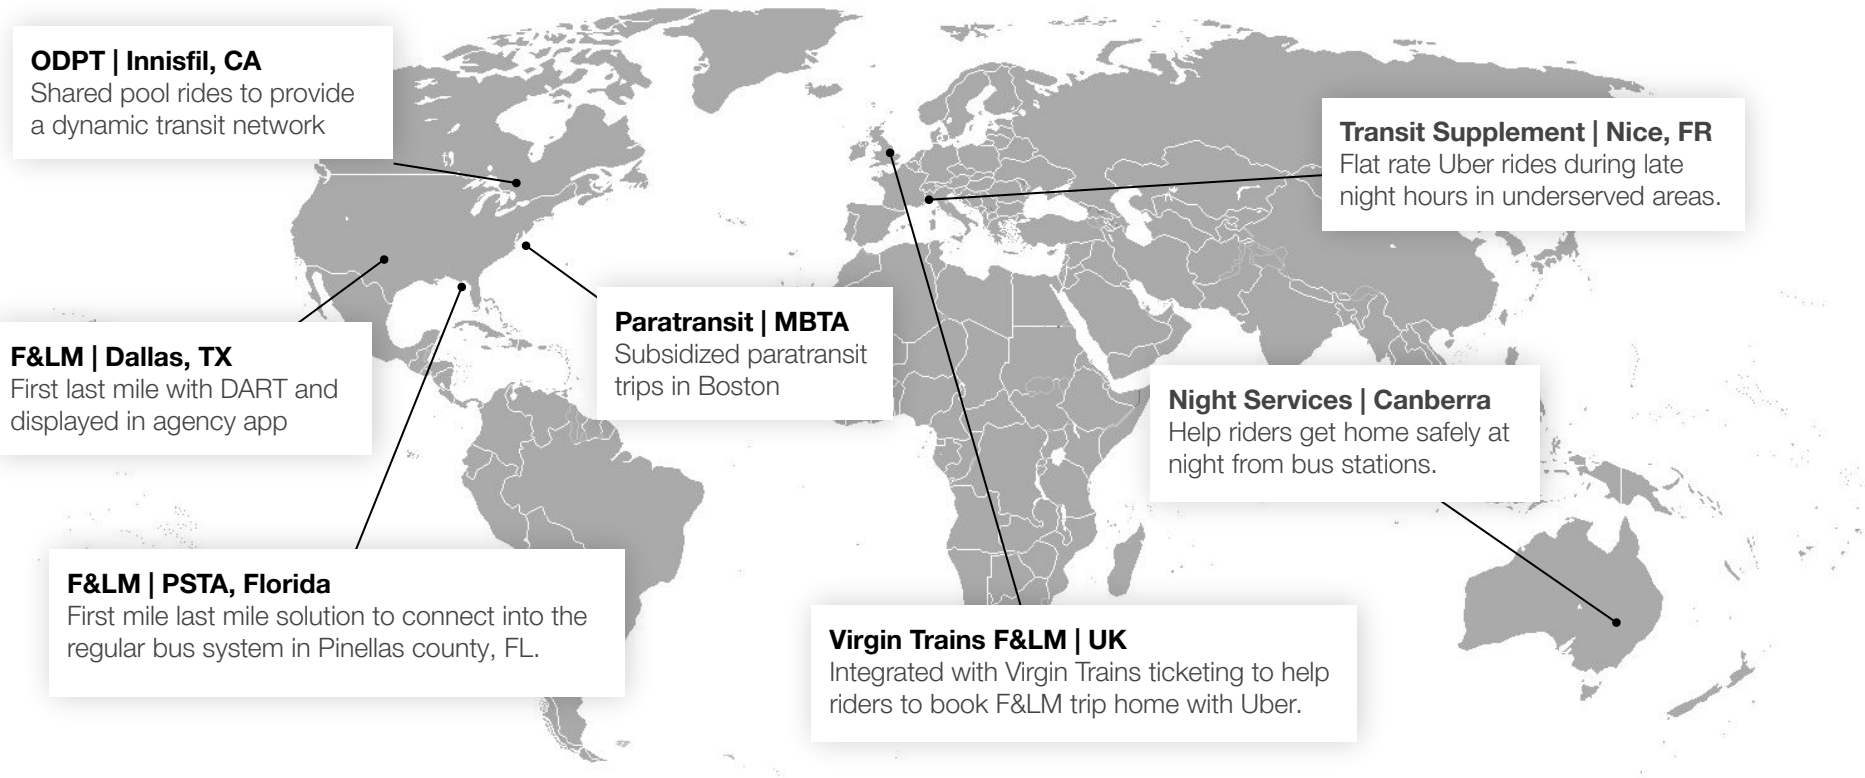 ODPT | Innisfil, CA
Shared pool rides to provide
a dynamic transit network
Transit Supplement | Nice, FR
Flat rate Uber rides during late
night hours in underserved areas.
Paratransit | MBTA
Subsidized paratransit
trips in Boston
F&LM | Dallas, TX
First last mile with DART and
displayed in agency app
Night Services | Canberra
Help riders get home safely at
night from bus stations.
F&LM | PSTA, Florida
First mile last mile solution to connect into the
regular bus system in Pinellas county, FL.
Virgin Trains F&LM | UK
Integrated with Virgin Trains ticketing to help
riders to book F&LM trip home with Uber.